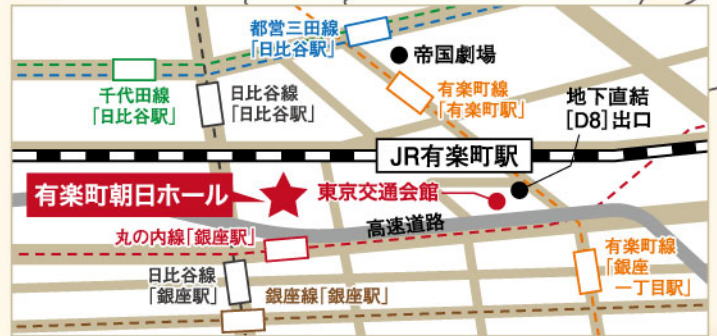 都営三田線
「日比谷駅」
帝国劇場
千代田線
「日比谷駅」
日比谷線
「日比谷駅」
有楽町線
「有楽町駅」
地下直結
[D8]出口
JR有楽町駅
有楽町朝日ホール
東京交通会館
高速道路
丸の内線「銀座駅」
日比谷線
「銀座駅」
銀座線「銀座駅」
有楽町線
「銀座
一丁目駅」